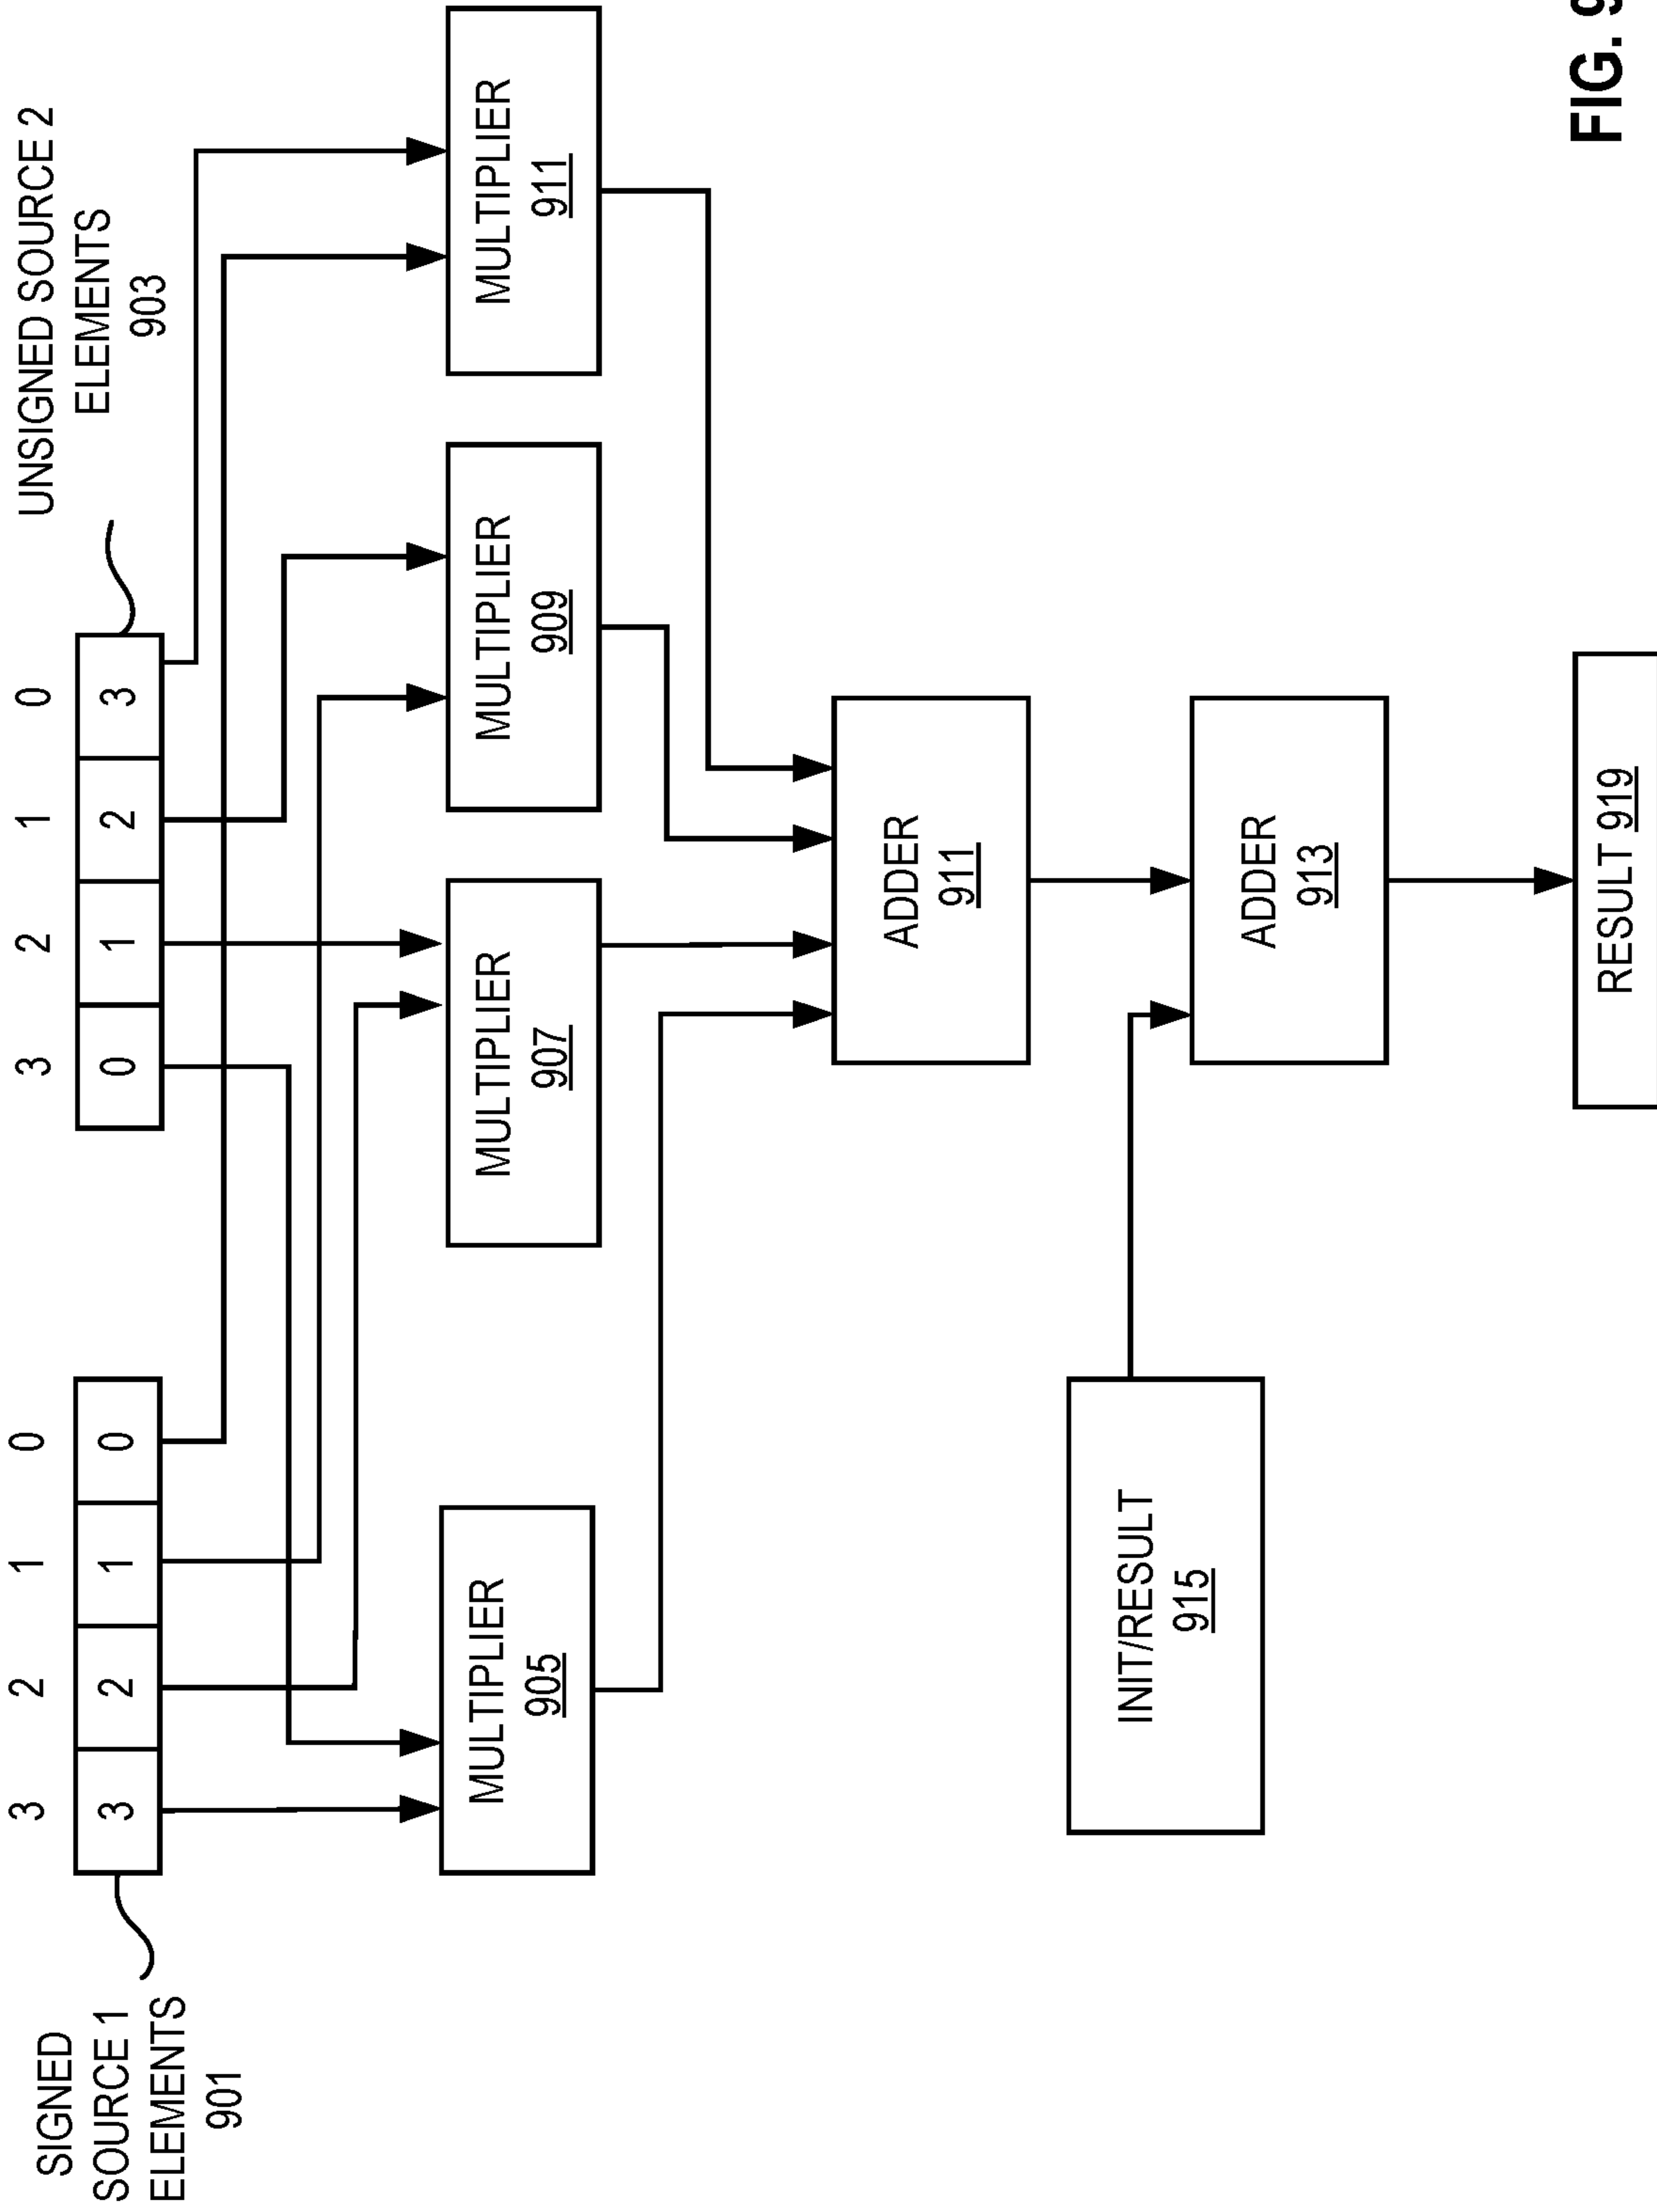 SIGNED
SOURCE 1
ELEMENTS
901
3 2 1 0
3 2 1 0
UNSIGNED SOURCE 2
ELEMENTS
903
3 2 1 0
0 1 2 3
MULTIPLIER
905
MULTIPLIER
907
MULTIPLIER
909
MULTIPLIER
911
ADDER
911
INIT/RESULT
915
ADDER
913
RESULT 919
FIG. 9